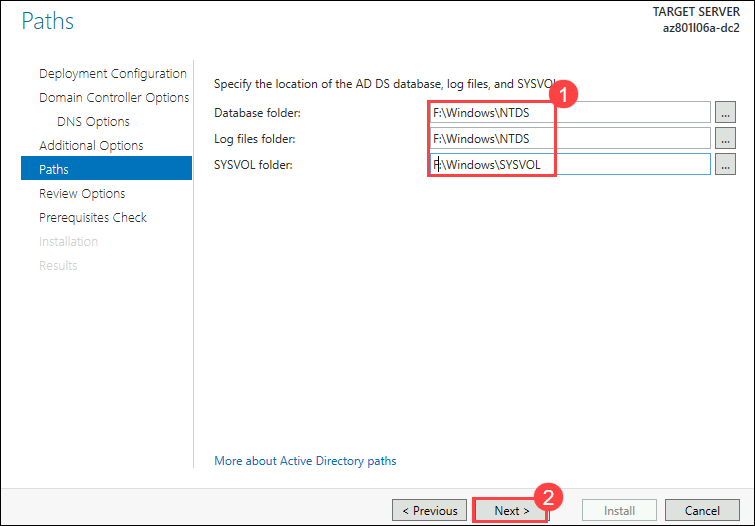 Paths
TARGET SERVER
az801l06a-dc2
Deployment Configuration
Domain Controller Options
DNS Options
Additional Options
Paths
Review Options
Prerequisites Check
Installation
Results
Specify the location of the AD DS database, log files, and SYSVOL
1
Database folder: F:\Windows\NTDS ...
Log files folder: F:\Windows\NTDS ...
SYSVOL folder: F:\Windows\SYSVOL ...
More about Active Directory paths
2
< Previous Next > Install Cancel